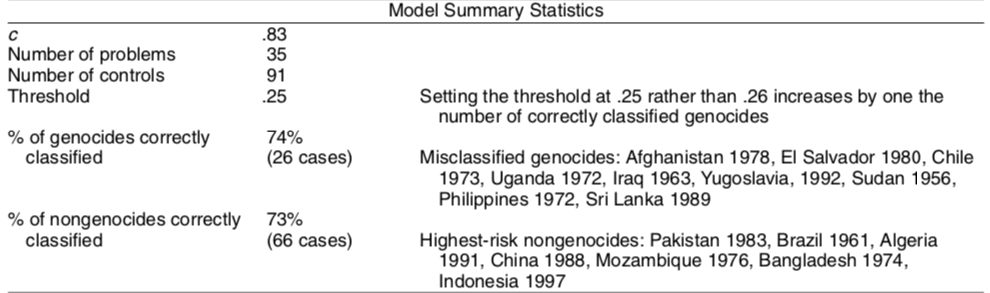 Model Summary Statistics
c .83
Number of problems 35
Number of controls 91
Threshold .25 Setting the threshold at .25 rather than .26 increases by one the
number of correctly classified genocides
% of genocides correctly 74%
classified (26 cases) Misclassified genocides: Afghanistan 1978, El Salvador 1980, Chile
1973, Uganda 1972, Iraq 1963, Yugoslavia, 1992, Sudan 1956,
Philippines 1972, Sri Lanka 1989
% of nongenocides correctly 73%
classified (66 cases) Highest-risk nongenocides: Pakistan 1983, Brazil 1961, Algeria
1991, China 1988, Mozambique 1976, Bangladesh 1974,
Indonesia 1997